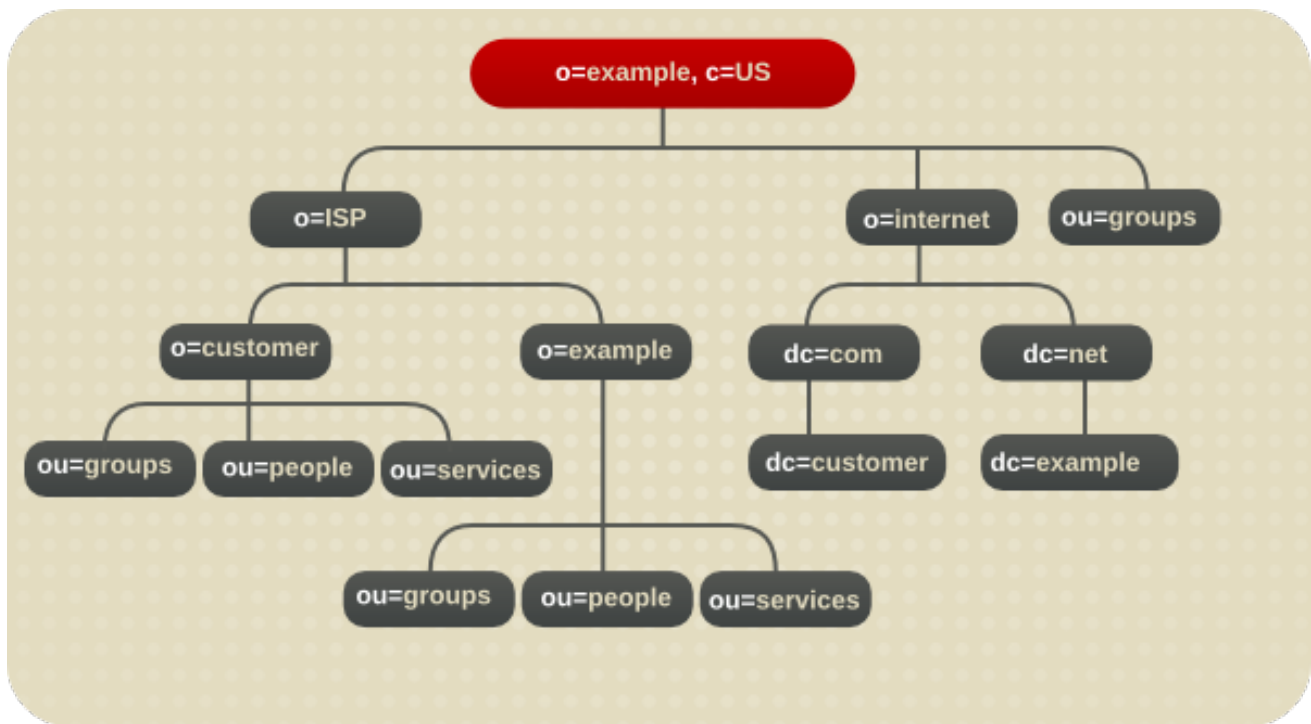 o=example, c=US
o=ISP
o=internet
ou=groups
o=customer
o=example
dc=com
dc=net
ou=groups
ou=people
ou=services
dc=customer
dc=example
ou=groups
ou=people
ou=services